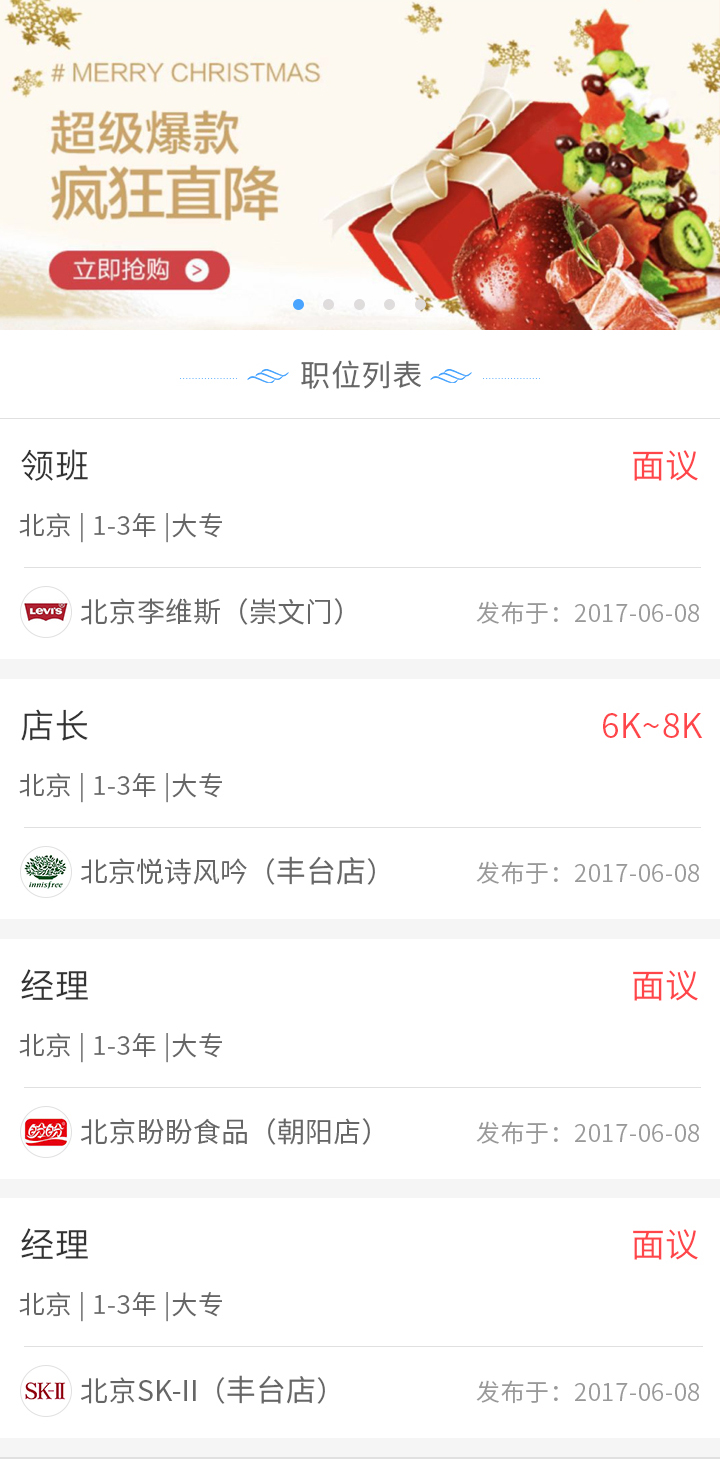 # MERRY CHRISTMAS
超级爆款
疯狂直降
立即抢购
职位列表
领班 面议
北京 | 1-3年 |大专
LEVI'S 北京李维斯（崇文门） 发布于：2017-06-08
店长 6K~8K
北京 | 1-3年 |大专
innisfree 北京悦诗风吟（丰台店） 发布于：2017-06-08
经理 面议
北京 | 1-3年 |大专
盼盼 北京盼盼食品（朝阳店） 发布于：2017-06-08
经理 面议
北京 | 1-3年 |大专
SK-II 北京SK-II（丰台店） 发布于：2017-06-08